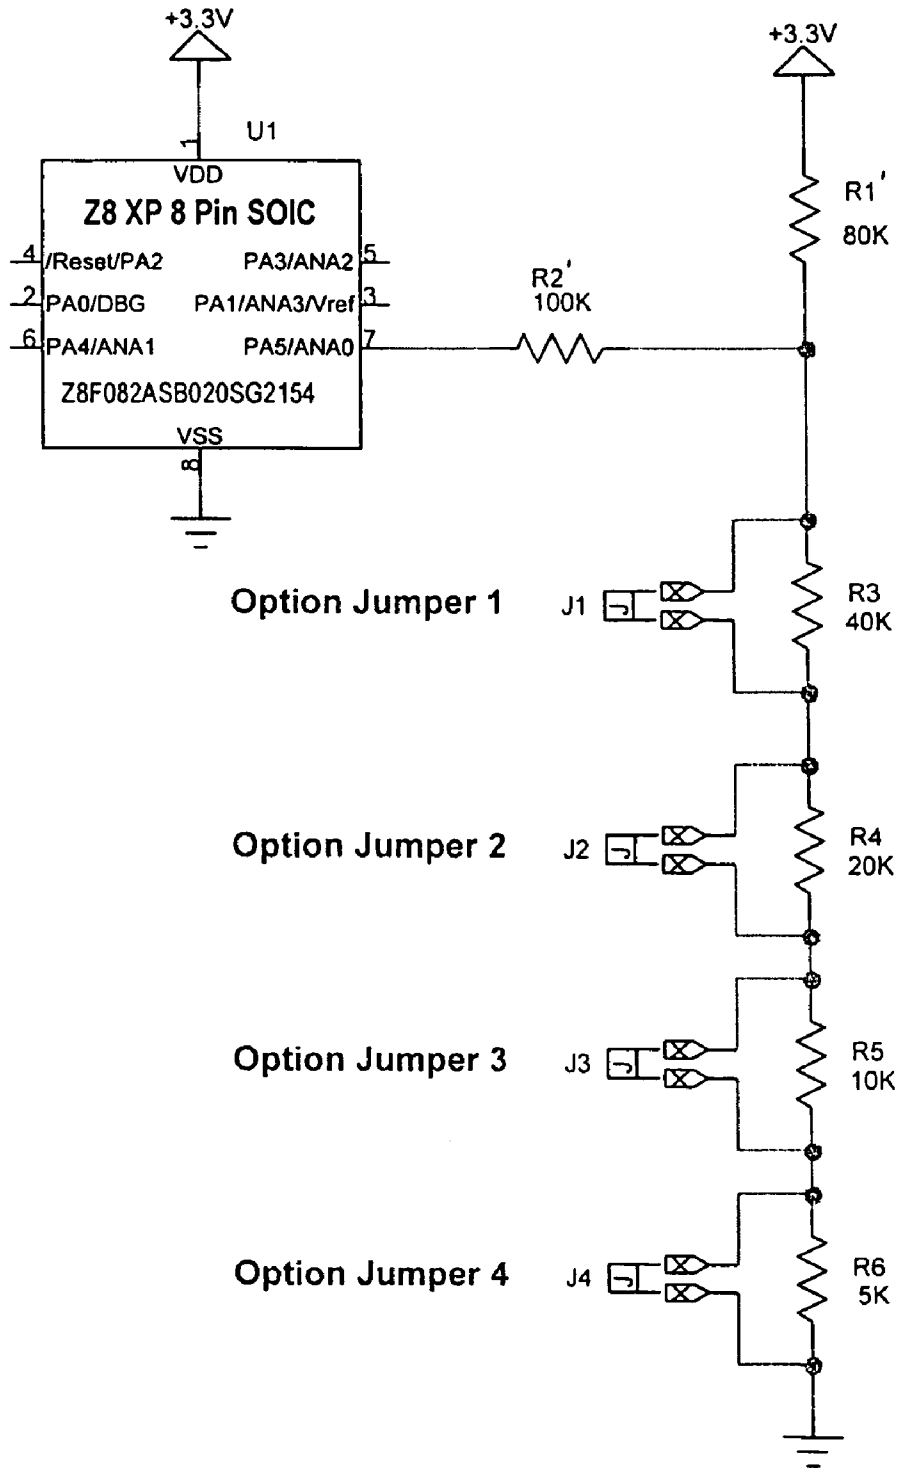 +3.3V
+3.3V
U1
1
VDD
Z8 XP 8 Pin SOIC
R1'
80K
4 /Reset/PA2 PA3/ANA2 5
R2'
100K
2 PA0/DBG PA1/ANA3/Vref 3
6 PA4/ANA1 PA5/ANA0 7
Z8F082ASB020SG2154
VSS
8
Option Jumper 1 J1 J
R3
40K
Option Jumper 2 J2 J
R4
20K
Option Jumper 3 J3 J
R5
10K
Option Jumper 4 J4 J
R6
5K